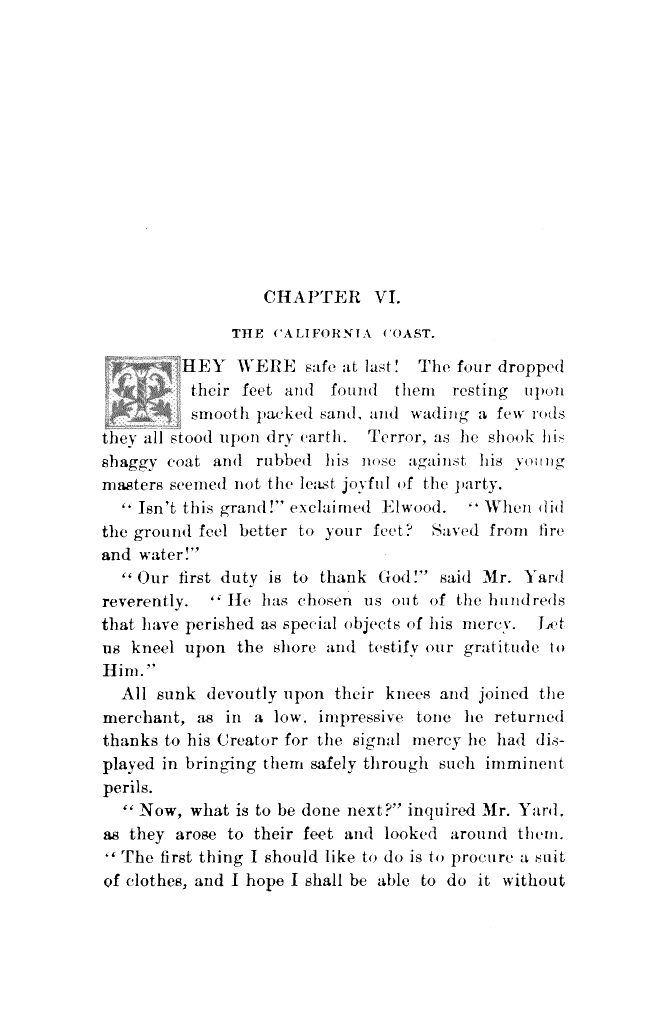 CHAPTER VI.
THE CALIFORNIA COAST.
THEY WERE safe at last! The four dropped
their feet and found them resting upon
smooth packed sand, and wading a few rods
they all stood upon dry earth. Terror, as he shook his
shaggy coat and rubbed his nose against his young
masters seemed not the least joyful of the party.
“Isn't this grand!” exclaimed Elwood. “When did
the ground feel better to your feet? Saved from fire
and water!”
“Our first duty is to thank God!” said Mr. Yard
reverently. “He has chosen us out of the hundreds
that have perished as special objects of his mercy. Let
us kneel upon the shore and testify our gratitude to
Him.”
All sunk devoutly upon their knees and joined the
merchant, as in a low, impressive tone he returned
thanks to his Creator for the signal mercy he had dis-
played in bringing them safely through such imminent
perils.
“Now, what is to be done next?” inquired Mr. Yard,
as they arose to their feet and looked around them.
“The first thing I should like to do is to procure a suit
of clothes, and I hope I shall be able to do it without